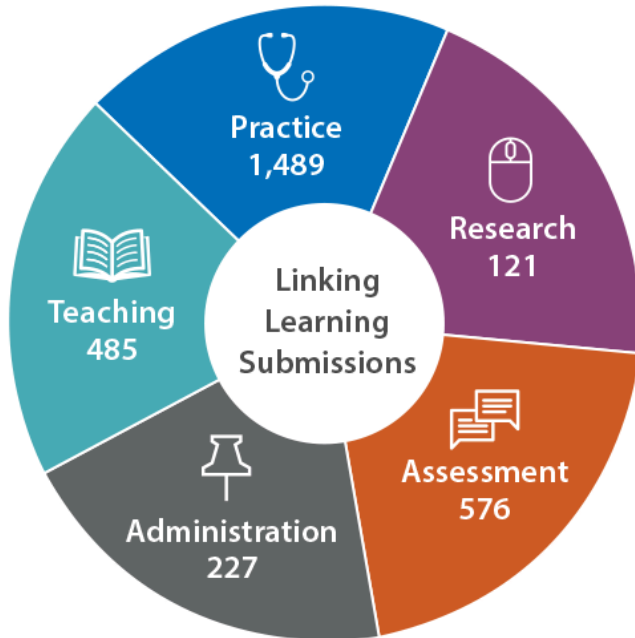 Practice
1,489
Research
121
Linking
Learning
Submissions
Teaching
485
Assessment
576
Administration
227